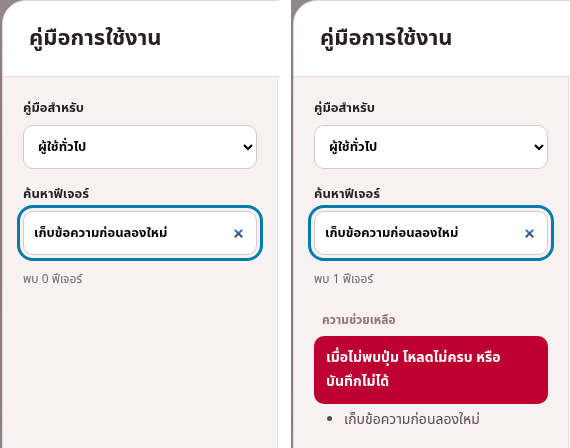 คู่มือการใช้งาน
คู่มือสำหรับ
ผู้ใช้ทั่วไป
ค้นหาฟีเจอร์
เก็บข้อความก่อนลองใหม่ ×
พบ 0 ฟีเจอร์
คู่มือการใช้งาน
คู่มือสำหรับ
ผู้ใช้ทั่วไป
ค้นหาฟีเจอร์
เก็บข้อความก่อนลองใหม่ ×
พบ 1 ฟีเจอร์
ความช่วยเหลือ
เมื่อไม่พบปุ่ม โหลดไม่ครบ หรือ
บันทึกไม่ได้
• เก็บข้อความก่อนลองใหม่